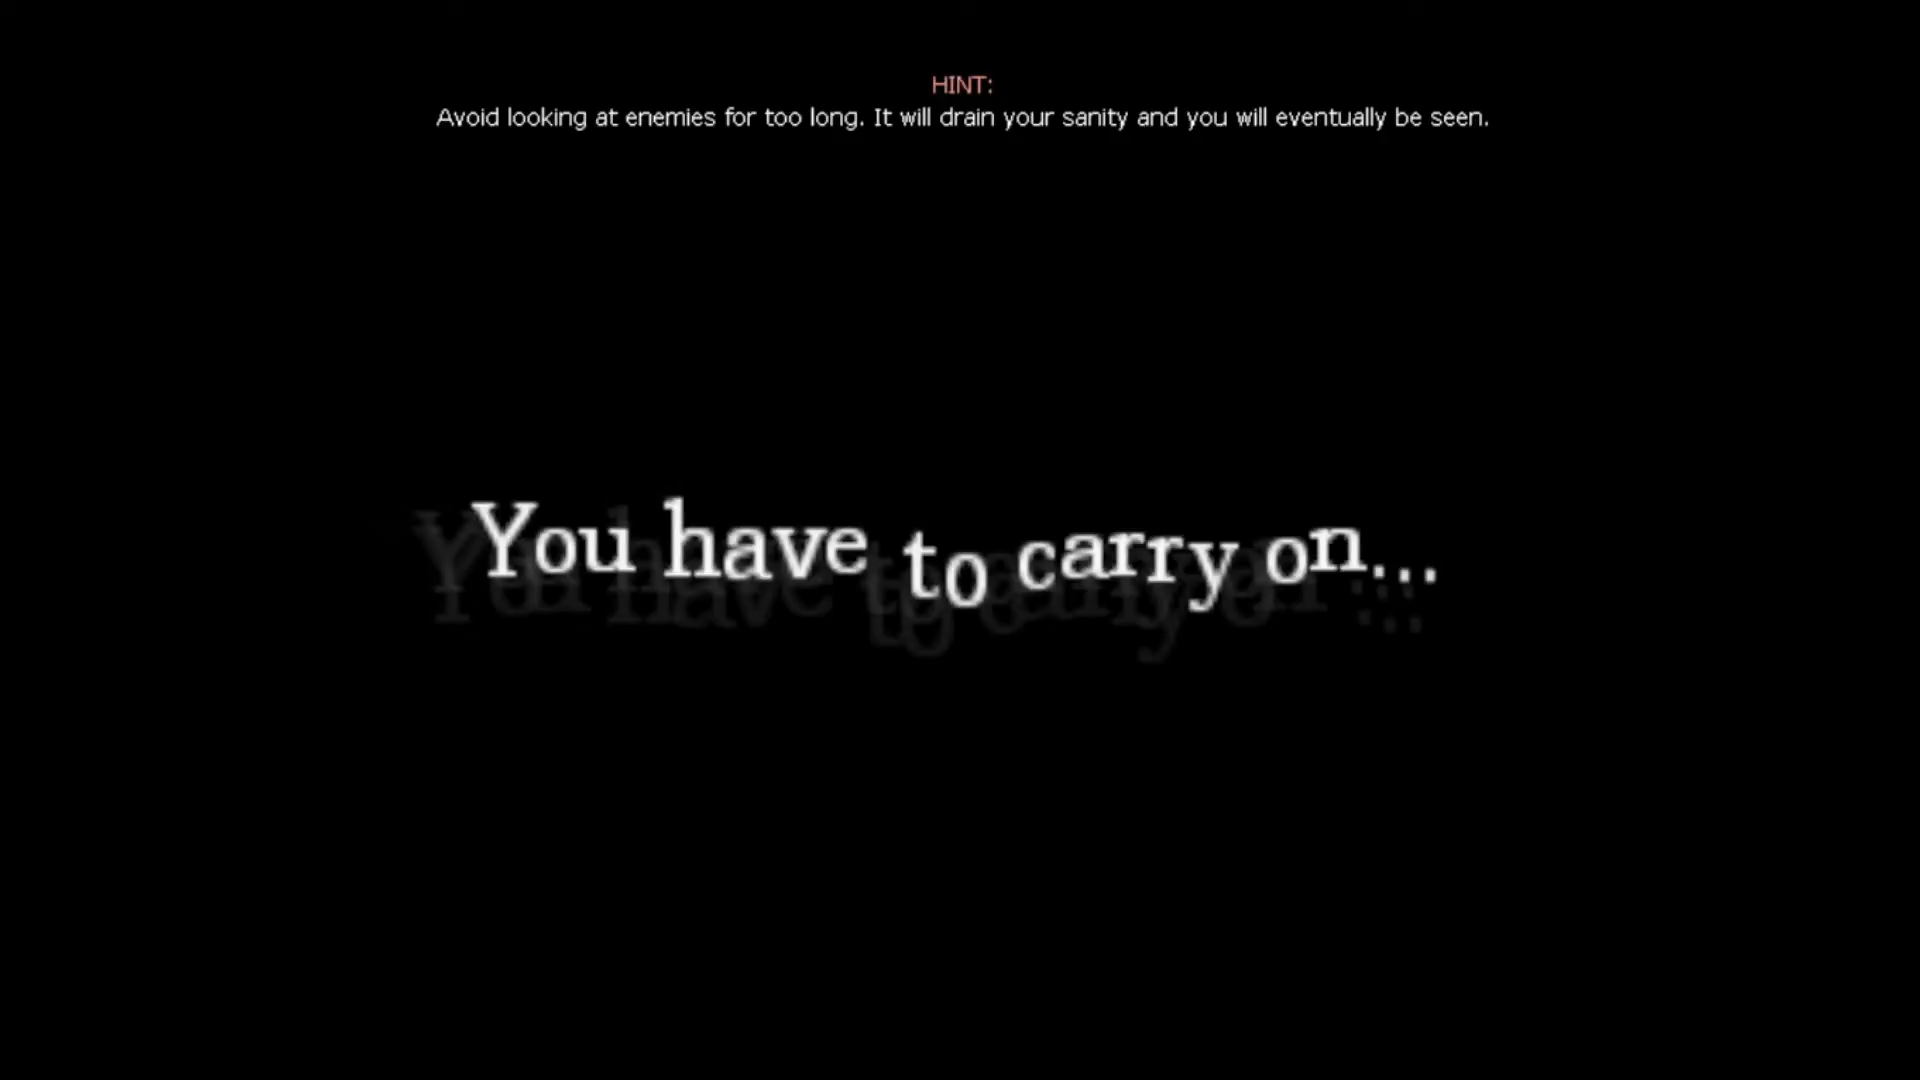 HINT:
Avoid looking at enemies for too long. It will drain your sanity and you will eventually be seen.
You have to carry on...